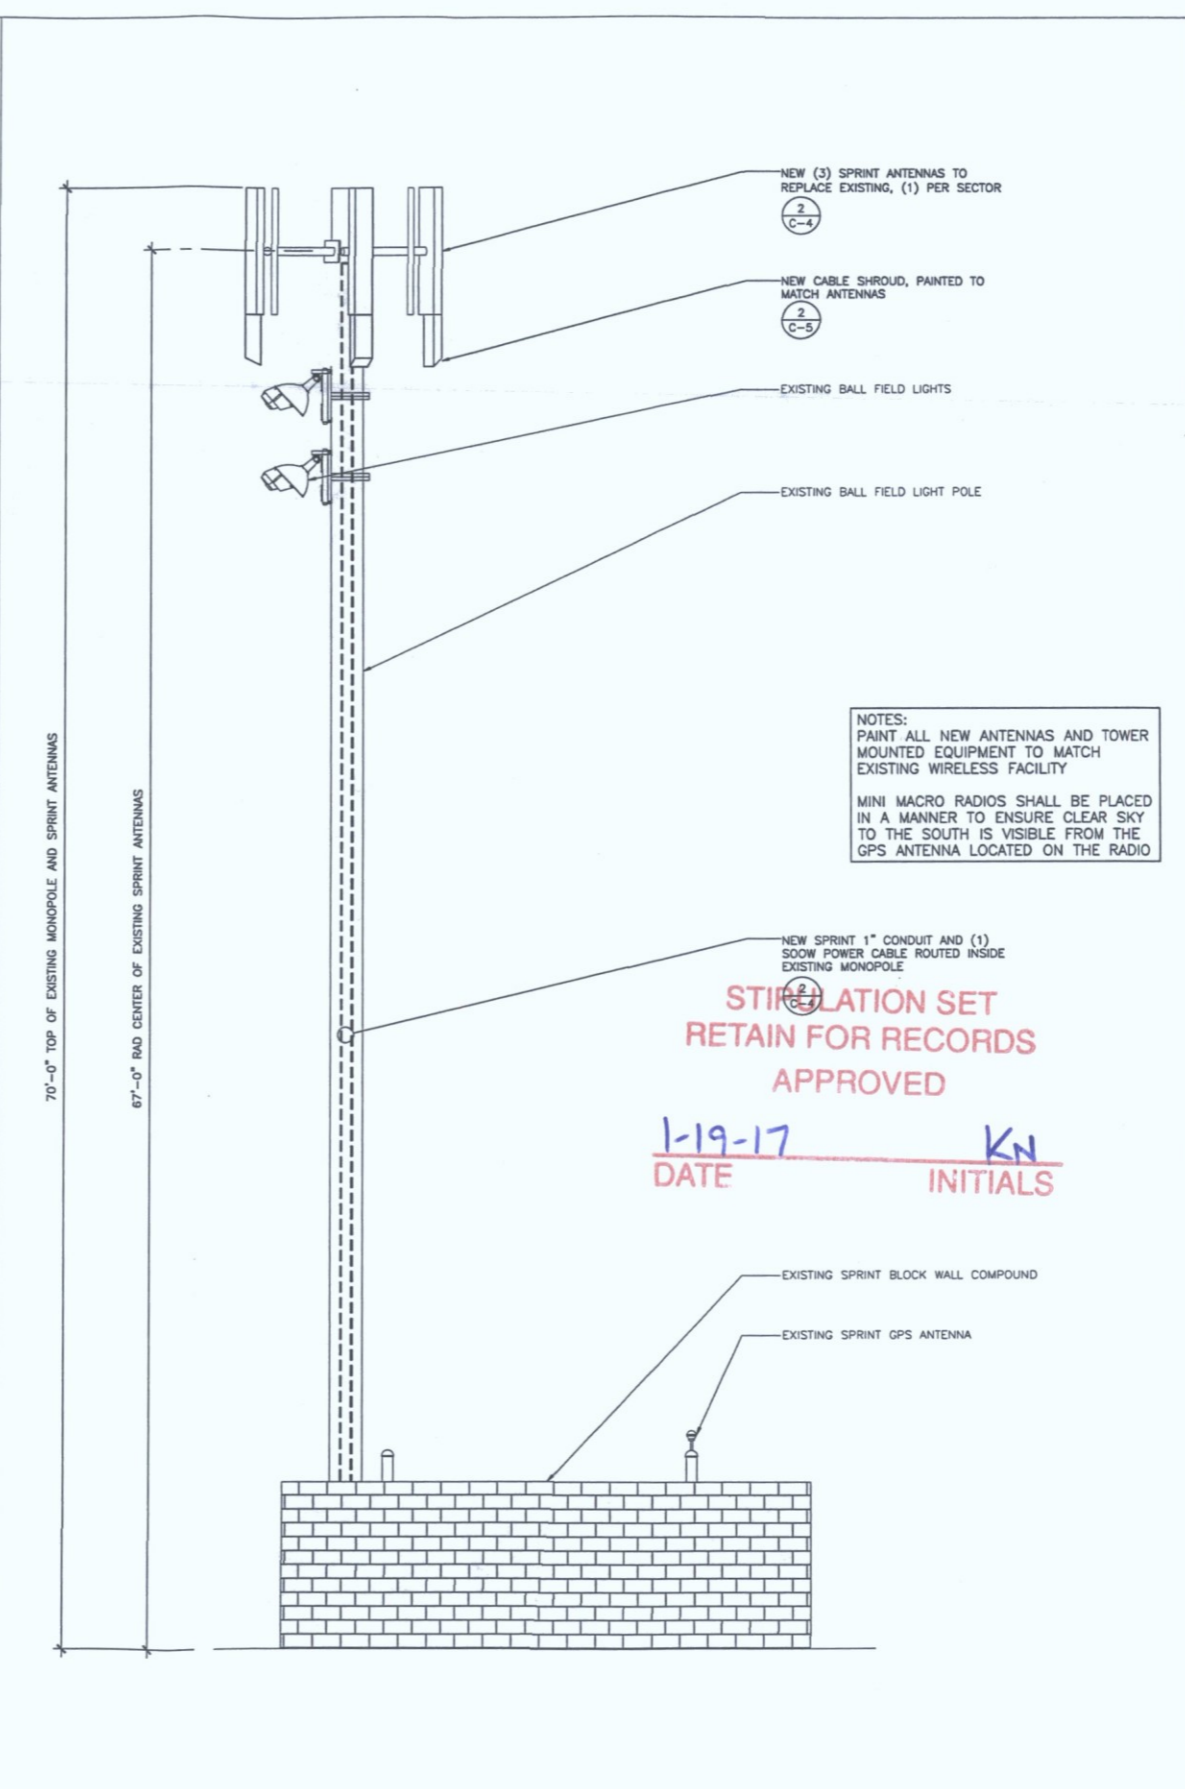 NEW (3) SPRINT ANTENNAS TO
REPLACE EXISTING, (1) PER SECTOR
2
C-4
NEW CABLE SHROUD, PAINTED TO
MATCH ANTENNAS
2
C-5
EXISTING BALL FIELD LIGHTS
EXISTING BALL FIELD LIGHT POLE
70'-0" TOP OF EXISTING MONOPOLE AND SPRINT ANTENNAS
67'-0" RAD CENTER OF EXISTING SPRINT ANTENNAS
NOTES:
PAINT ALL NEW ANTENNAS AND TOWER
MOUNTED EQUIPMENT TO MATCH
EXISTING WIRELESS FACILITY
MINI MACRO RADIOS SHALL BE PLACED
IN A MANNER TO ENSURE CLEAR SKY
TO THE SOUTH IS VISIBLE FROM THE
GPS ANTENNA LOCATED ON THE RADIO
NEW SPRINT 1" CONDUIT AND (1)
SOOW POWER CABLE ROUTED INSIDE
EXISTING MONOPOLE
2
C-4
STIPULATION SET
RETAIN FOR RECORDS
APPROVED
1-19-17 KN
DATE INITIALS
EXISTING SPRINT BLOCK WALL COMPOUND
EXISTING SPRINT GPS ANTENNA